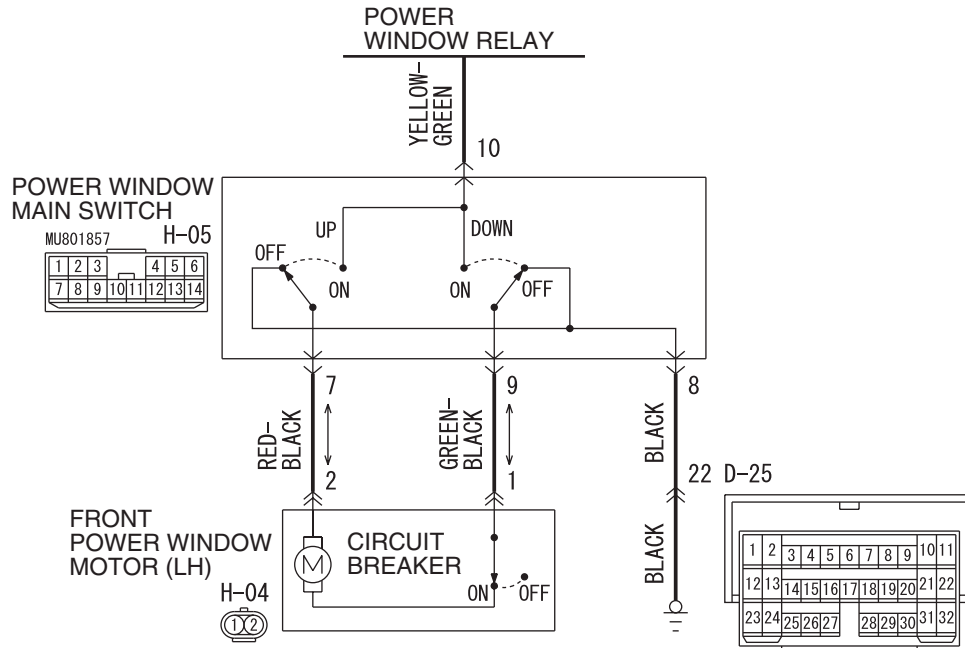 POWER
WINDOW RELAY
YELLOW-
GREEN
10
POWER WINDOW
MAIN SWITCH
MU801857
H-05
1 2 3 4 5 6
7 8 9 10 11 12 13 14
UP
DOWN
OFF
ON
ON
OFF
7
9
8
RED-
BLACK
GREEN-
BLACK
BLACK
2
1
22 D-25
FRONT
POWER WINDOW
MOTOR (LH)
H-04
1 2
M
CIRCUIT
BREAKER
ON
OFF
BLACK
1 2 3 4 5 6 7 8 9 10 11
12 13 14 15 16 17 18 19 20 21 22
23 24 25 26 27 28 29 30 31 32